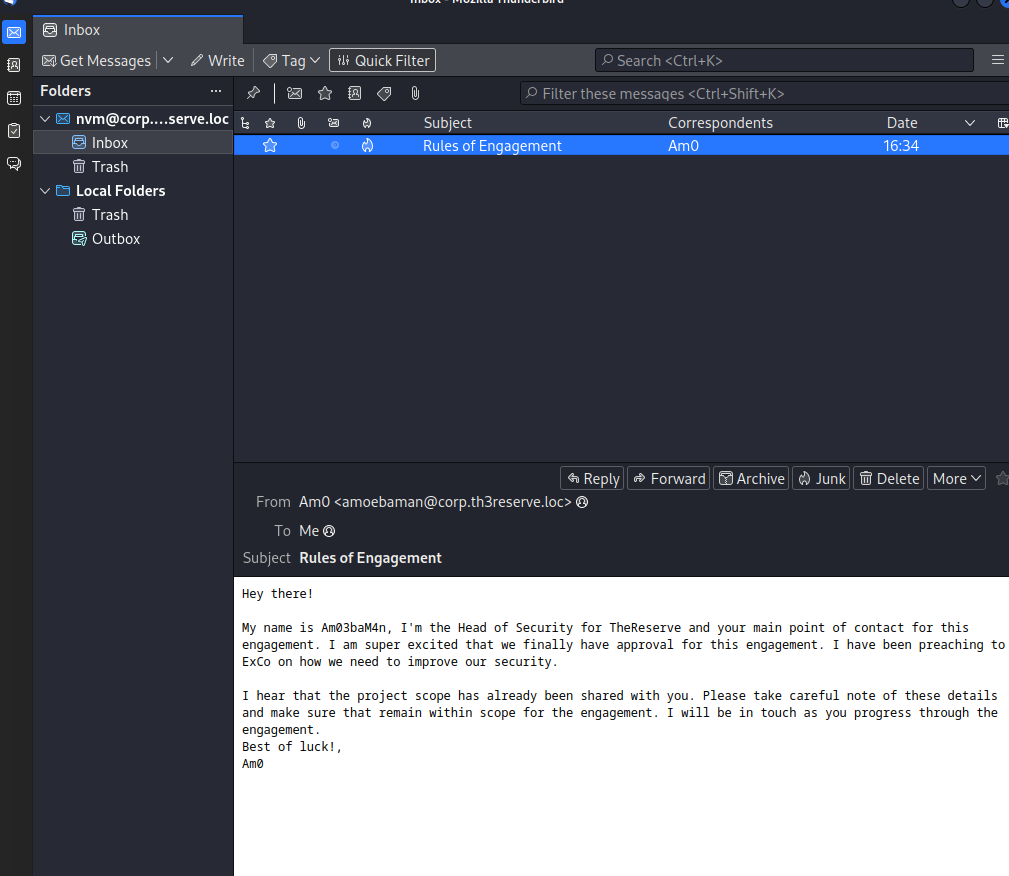 Inbox - Mozilla Thunderbird
Inbox
Get Messages Write Tag Quick Filter Search <Ctrl+K>
Folders ...
Filter these messages <Ctrl+Shift+K>
nvm@corp....serve.loc
Subject Correspondents Date
Inbox
Rules of Engagement Am0 16:34
Trash
Local Folders
Trash
Outbox
Reply Forward Archive Junk Delete More
From Am0 <amoebaman@corp.th3reserve.loc>
To Me
Subject Rules of Engagement
Hey there!
My name is Am03baM4n, I'm the Head of Security for TheReserve and your main point of contact for this
engagement. I am super excited that we finally have approval for this engagement. I have been preaching to
ExCo on how we need to improve our security.
I hear that the project scope has already been shared with you. Please take careful note of these details
and make sure that remain within scope for the engagement. I will be in touch as you progress through the
engagement.
Best of luck!,
Am0